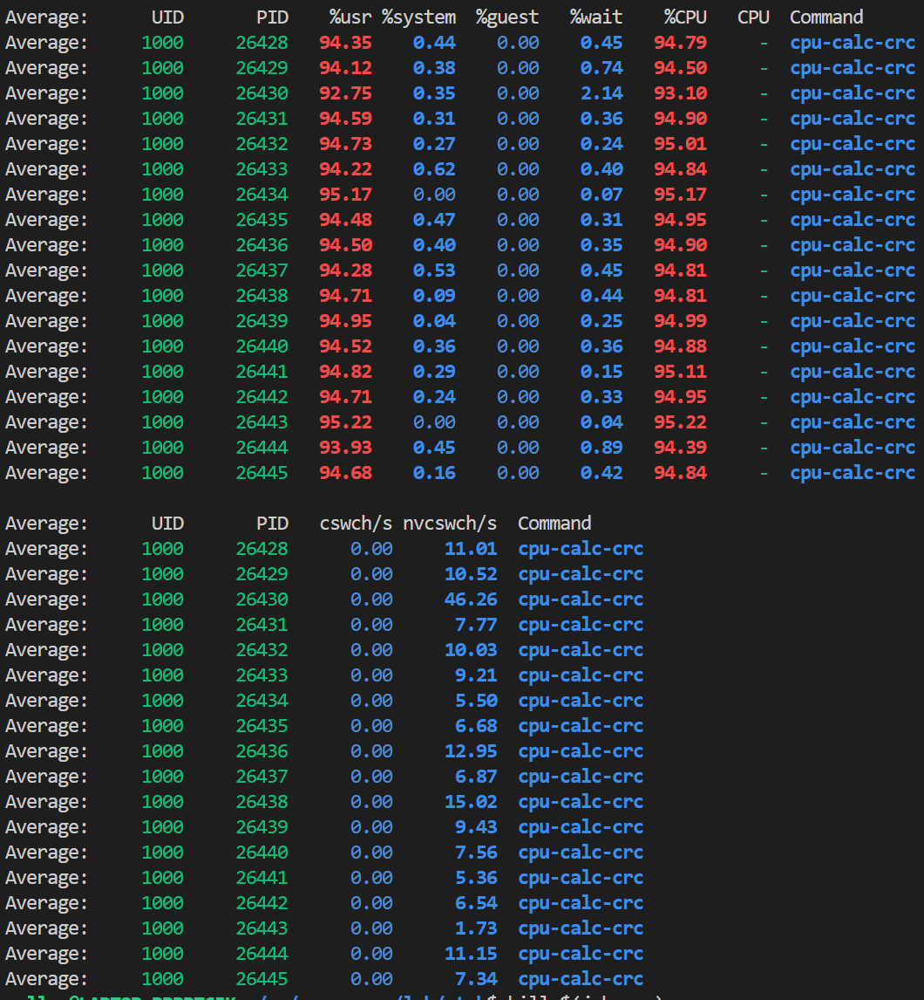 Average: UID PID %usr %system %guest %wait %CPU CPU Command
Average: 1000 26428 94.35 0.44 0.00 0.45 94.79 - cpu-calc-crc
Average: 1000 26429 94.12 0.38 0.00 0.74 94.50 - cpu-calc-crc
Average: 1000 26430 92.75 0.35 0.00 2.14 93.10 - cpu-calc-crc
Average: 1000 26431 94.59 0.31 0.00 0.36 94.90 - cpu-calc-crc
Average: 1000 26432 94.73 0.27 0.00 0.24 95.01 - cpu-calc-crc
Average: 1000 26433 94.22 0.62 0.00 0.40 94.84 - cpu-calc-crc
Average: 1000 26434 95.17 0.00 0.00 0.07 95.17 - cpu-calc-crc
Average: 1000 26435 94.48 0.47 0.00 0.31 94.95 - cpu-calc-crc
Average: 1000 26436 94.50 0.40 0.00 0.35 94.90 - cpu-calc-crc
Average: 1000 26437 94.28 0.53 0.00 0.45 94.81 - cpu-calc-crc
Average: 1000 26438 94.71 0.09 0.00 0.44 94.81 - cpu-calc-crc
Average: 1000 26439 94.95 0.04 0.00 0.25 94.99 - cpu-calc-crc
Average: 1000 26440 94.52 0.36 0.00 0.36 94.88 - cpu-calc-crc
Average: 1000 26441 94.82 0.29 0.00 0.15 95.11 - cpu-calc-crc
Average: 1000 26442 94.71 0.24 0.00 0.33 94.95 - cpu-calc-crc
Average: 1000 26443 95.22 0.00 0.00 0.04 95.22 - cpu-calc-crc
Average: 1000 26444 93.93 0.45 0.00 0.89 94.39 - cpu-calc-crc
Average: 1000 26445 94.68 0.16 0.00 0.42 94.84 - cpu-calc-crc
Average: UID PID cswch/s nvcswch/s Command
Average: 1000 26428 0.00 11.01 cpu-calc-crc
Average: 1000 26429 0.00 10.52 cpu-calc-crc
Average: 1000 26430 0.00 46.26 cpu-calc-crc
Average: 1000 26431 0.00 7.77 cpu-calc-crc
Average: 1000 26432 0.00 10.03 cpu-calc-crc
Average: 1000 26433 0.00 9.21 cpu-calc-crc
Average: 1000 26434 0.00 5.50 cpu-calc-crc
Average: 1000 26435 0.00 6.68 cpu-calc-crc
Average: 1000 26436 0.00 12.95 cpu-calc-crc
Average: 1000 26437 0.00 6.87 cpu-calc-crc
Average: 1000 26438 0.00 15.02 cpu-calc-crc
Average: 1000 26439 0.00 9.43 cpu-calc-crc
Average: 1000 26440 0.00 7.56 cpu-calc-crc
Average: 1000 26441 0.00 5.36 cpu-calc-crc
Average: 1000 26442 0.00 6.54 cpu-calc-crc
Average: 1000 26443 0.00 1.73 cpu-calc-crc
Average: 1000 26444 0.00 11.15 cpu-calc-crc
Average: 1000 26445 0.00 7.34 cpu-calc-crc